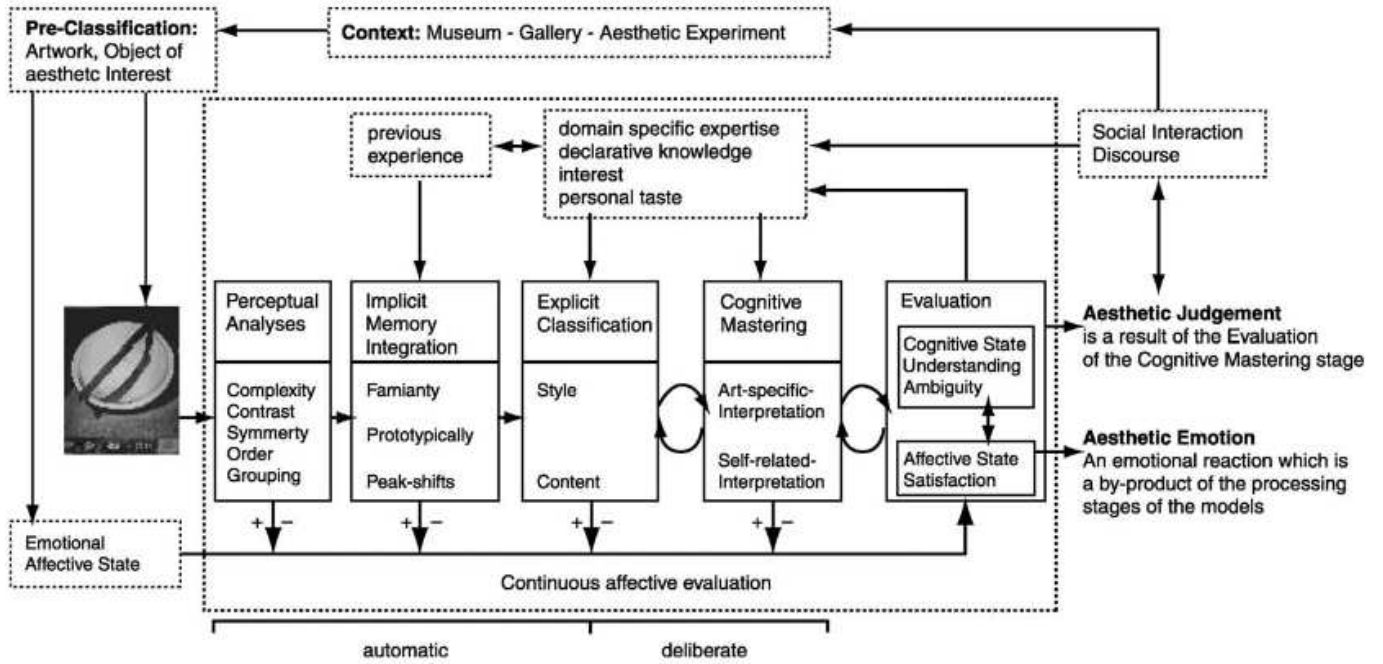 Pre-Classification:
Artwork, Object of
aesthetc Interest
Context: Museum - Gallery - Aesthetic Experiment
previous
experience
domain specific expertise
declarative knowledge
interest
personal taste
Social Interaction
Discourse
Perceptual
Analyses
Implicit
Memory
Integration
Explicit
Classification
Cognitive
Mastering
Evaluation
Complexity
Contrast
Symmerty
Order
Grouping
Famianty
Prototypically
Peak-shifts
Style
Content
Art-specific-
Interpretation
Self-related-
Interpretation
Cognitive State
Understanding
Ambiguity
Affective State
Satisfaction
Aesthetic Judgement
is a result of the Evaluation
of the Cognitive Mastering stage
Aesthetic Emotion
An emotional reaction which is
a by-product of the processing
stages of the models
+ −
+ −
+ −
+ −
Emotional
Affective State
Continuous affective evaluation
automatic
deliberate